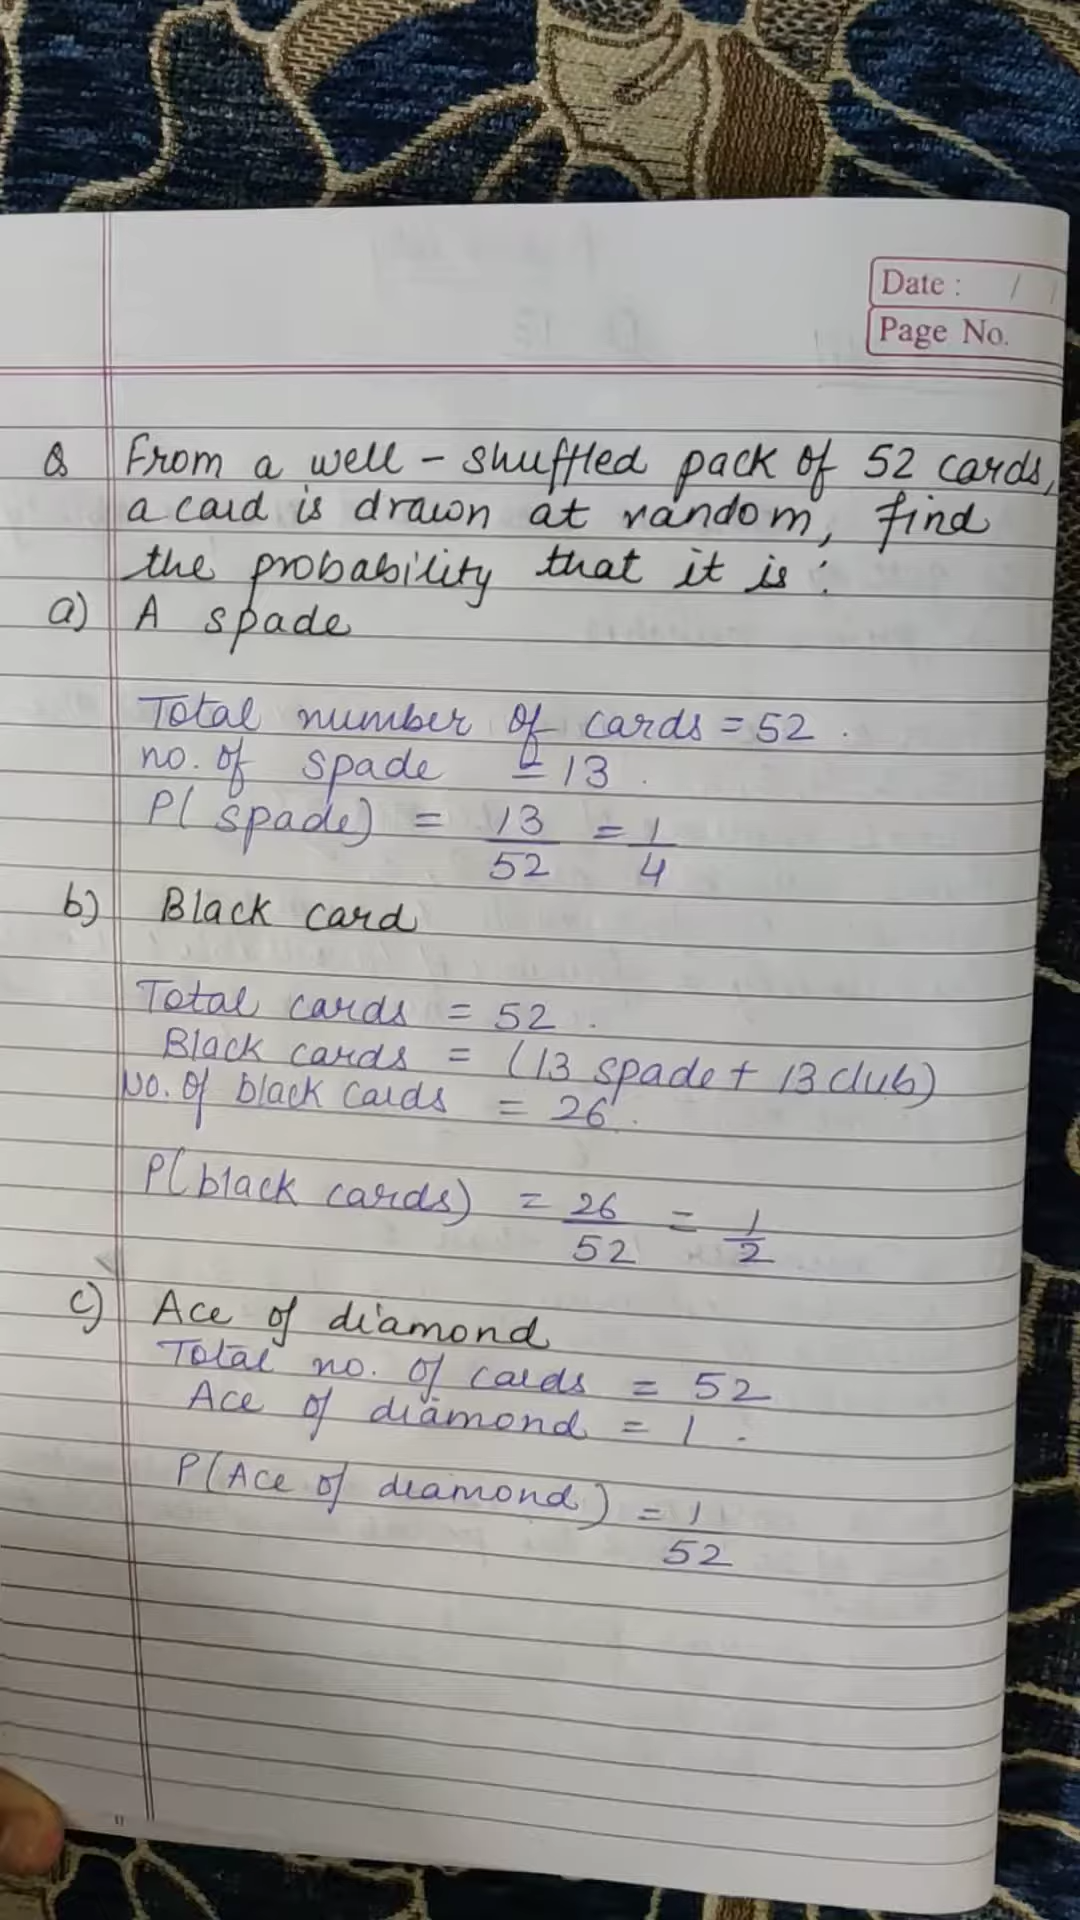 Date : / /
Page No.
Q From a well - shuffled pack of 52 cards,
a card is drawn at random, find
the probability that it is :
a) A spade
Total number of cards = 52 .
no. of spade = 13 .
P( spade) = 13/52 = 1/4
b) Black card
Total cards = 52 .
Black cards = (13 spade + 13 club)
No. of black cards = 26 .
P(black cards) = 26/52 = 1/2
c) Ace of diamond
Total no. of cards = 52
Ace of diamond = 1 .
P(Ace of diamond) = 1/52